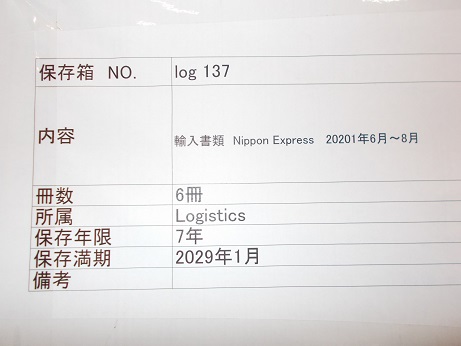 保存箱 NO. log 137
内容 輸入書類 Nippon Express 20201年6月～8月
冊数 6冊
所属 Logistics
保存年限 7年
保存満期 2029年1月
備考